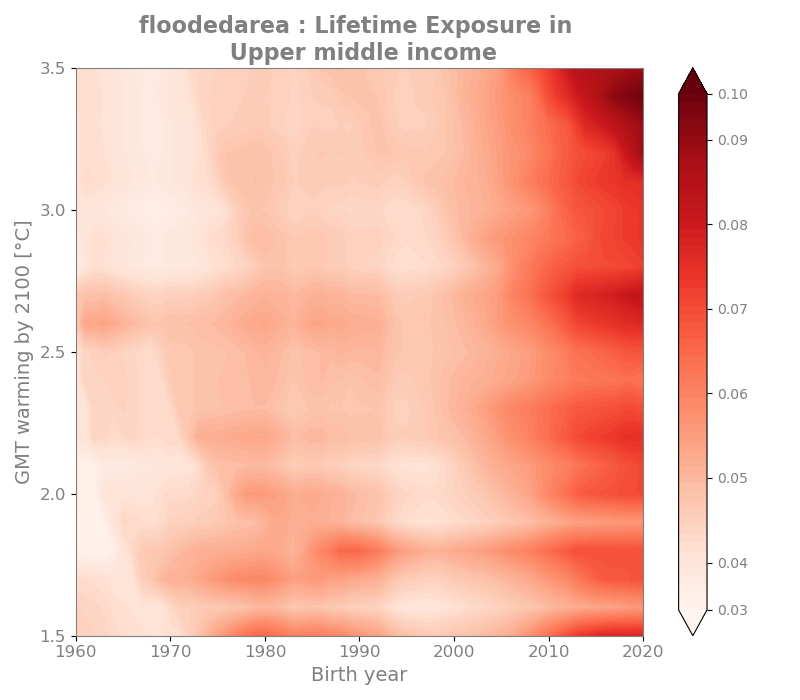 floodedarea : Lifetime Exposure in
Upper middle income
GMT warming by 2100 [°C]
3.5
3.0
2.5
2.0
1.5
1960 1970 1980 1990 2000 2010 2020
Birth year
0.10
0.09
0.08
0.07
0.06
0.05
0.04
0.03